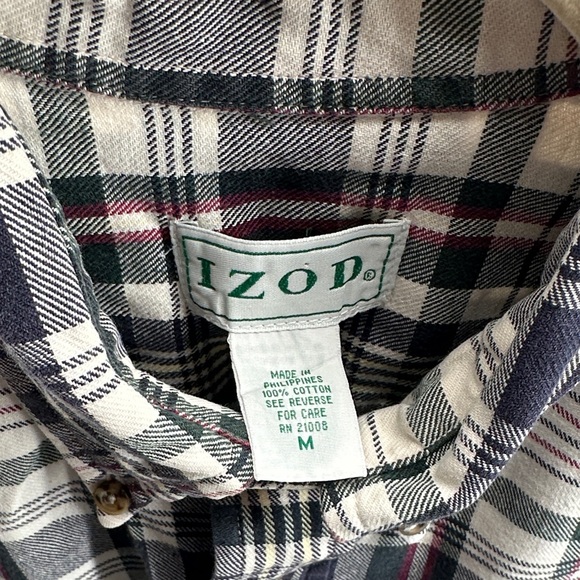 IZOD®
MADE IN
PHILIPPINES
100% COTTON
SEE REVERSE
FOR CARE
RN 21008
M